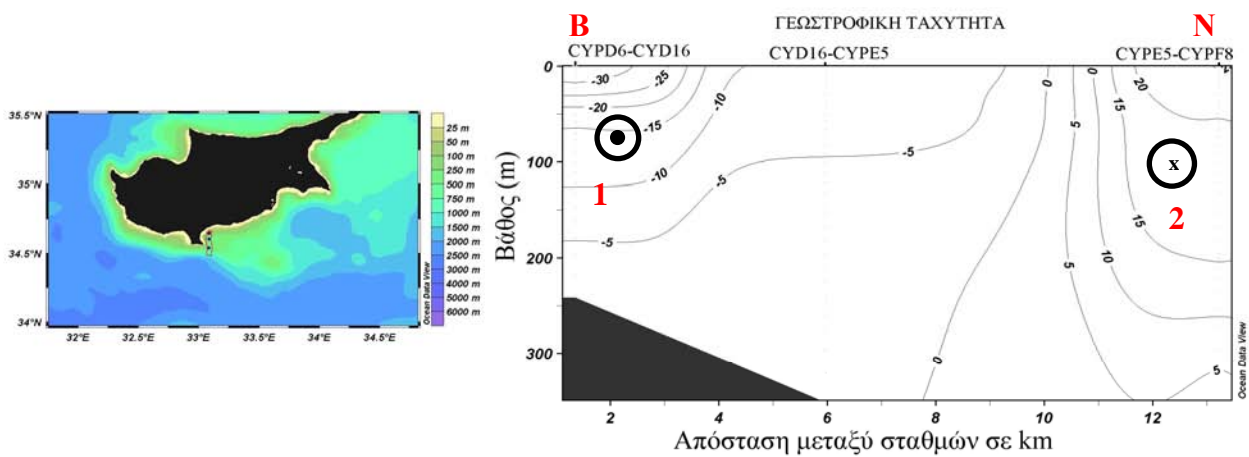 35.5°N
35°N
34.5°N
34°N
32°E
32.5°E
33°E
33.5°E
34°E
34.5°E
25 m
50 m
100 m
250 m
500 m
750 m
1000 m
1500 m
2000 m
3000 m
4000 m
5000 m
6000 m
Ocean Data View
Β
ΓΕΩΣΤΡΟΦΙΚΗ ΤΑΧΥΤΗΤΑ
Ν
CYPD6-CYD16
CYD16-CYPE5
CYPE5-CYPF8
Βάθος (m)
0
100
200
300
-30
-25
-20
-15
-10
-10
-5
-5
-5
0
0
0
5
5
5
10
15
15
20
x
1
2
2
4
6
8
10
12
Απόσταση μεταξύ σταθμών σε km
Ocean Data View